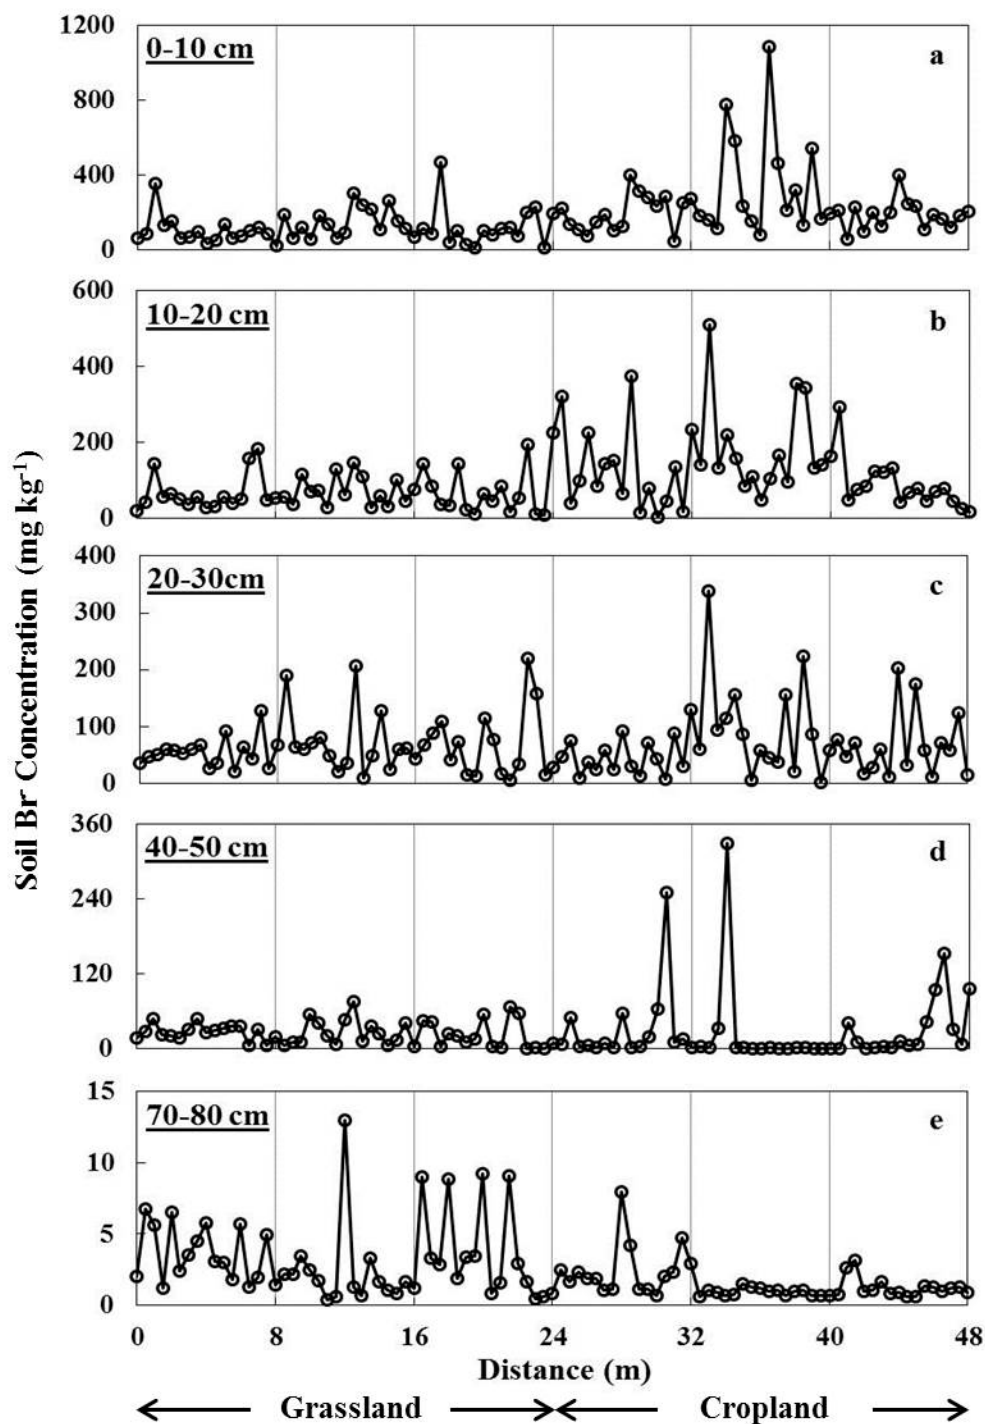 1200
0-10 cm
a
800
400
0
600
10-20 cm
b
400
200
0
400
20-30cm
c
300
200
100
0
360
40-50 cm
d
240
120
0
15
70-80 cm
e
10
5
0
Soil Br Concentration (mg kg⁻¹)
0 8 16 24 32 40 48
Distance (m)
Grassland Cropland